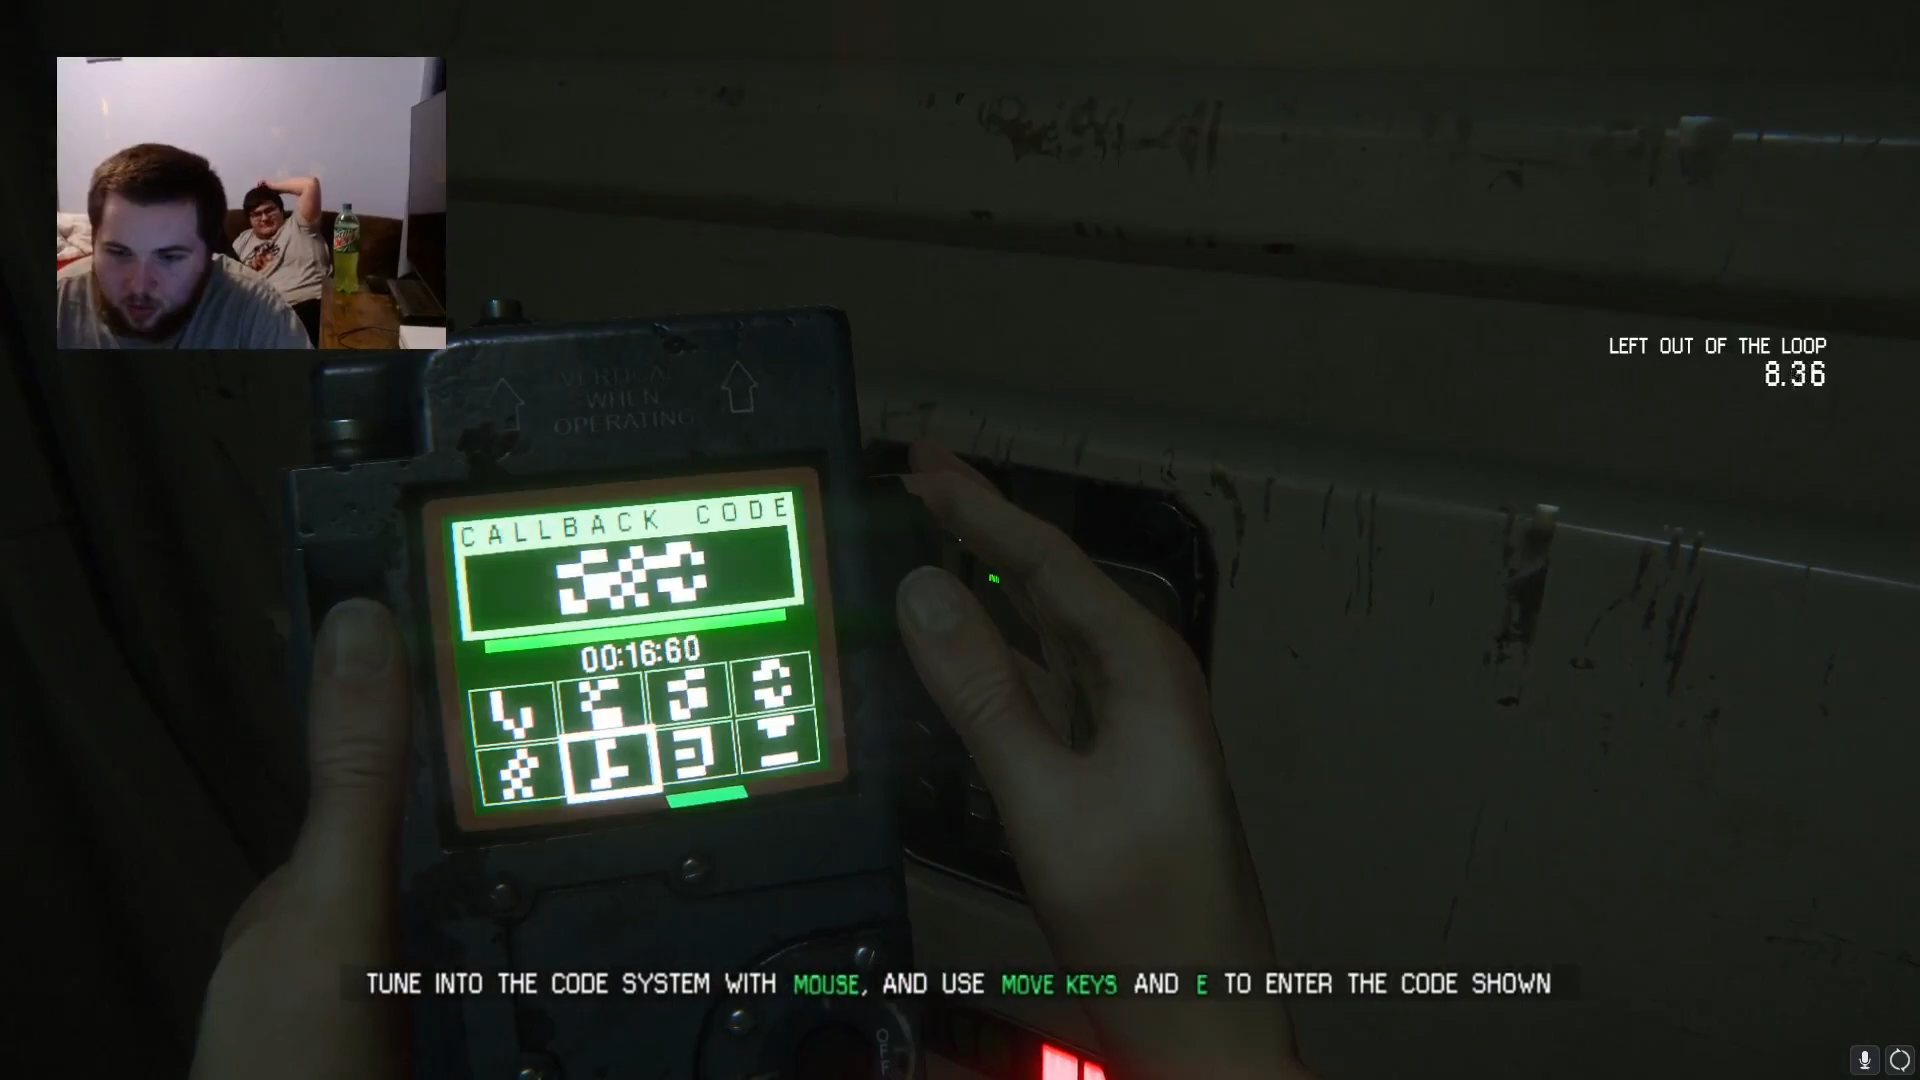 LEFT OUT OF THE LOOP
8.36
WHEN
OPERATING
CALLBACK CODE
00:16:60
TUNE INTO THE CODE SYSTEM WITH MOUSE, AND USE MOVE KEYS AND E TO ENTER THE CODE SHOWN
OFF